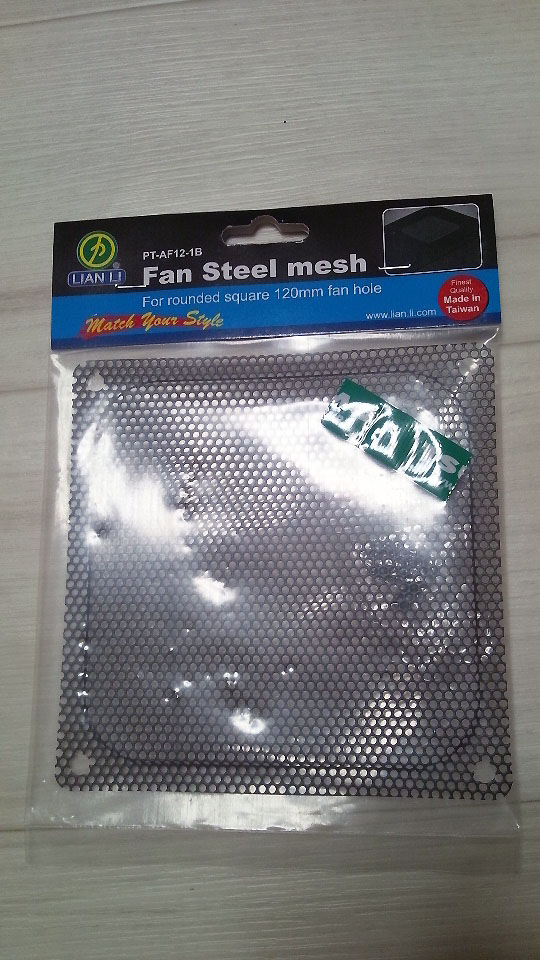 PT-AF12-1B
LIAN LI®
Fan Steel mesh
For rounded square 120mm fan hole
Match Your Style
www.lian li.com
Finest
Quality
Made in
Taiwan